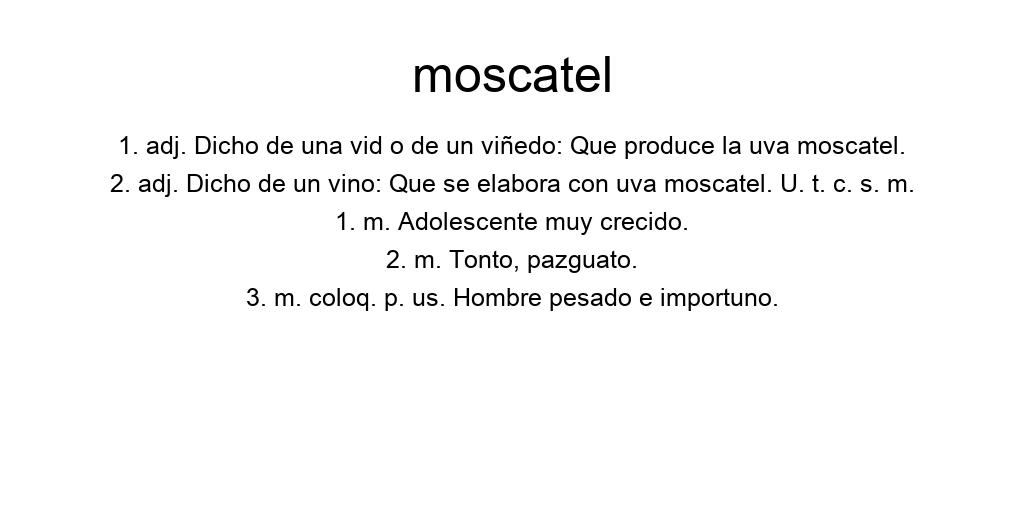 moscatel
1. adj. Dicho de una vid o de un viñedo: Que produce la uva moscatel.
2. adj. Dicho de un vino: Que se elabora con uva moscatel. U. t. c. s. m.
1. m. Adolescente muy crecido.
2. m. Tonto, pazguato.
3. m. coloq. p. us. Hombre pesado e importuno.